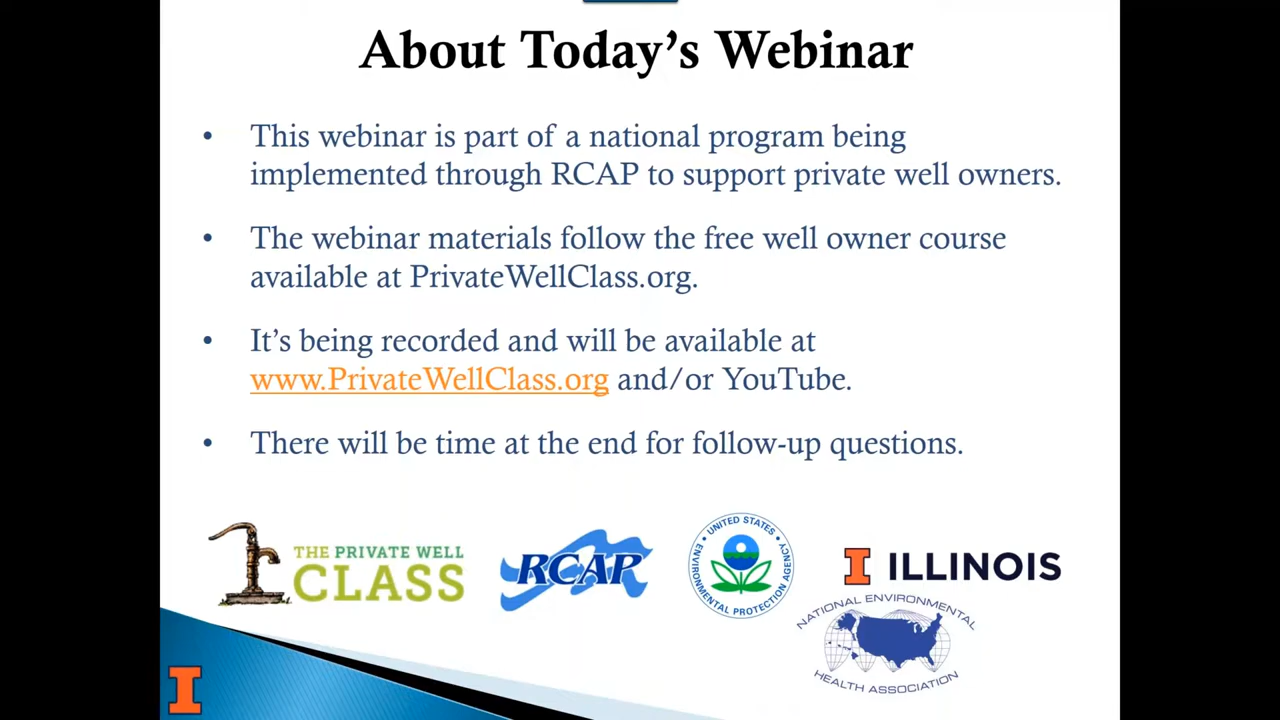 About Today's Webinar
• This webinar is part of a national program being
implemented through RCAP to support private well owners.
• The webinar materials follow the free well owner course
available at PrivateWellClass.org.
• It's being recorded and will be available at
www.PrivateWellClass.org and/or YouTube.
• There will be time at the end for follow-up questions.
THE PRIVATE WELL
CLASS
RCAP
UNITED STATES
ENVIRONMENTAL PROTECTION AGENCY
I ILLINOIS
NATIONAL ENVIRONMENTAL
HEALTH ASSOCIATION
I